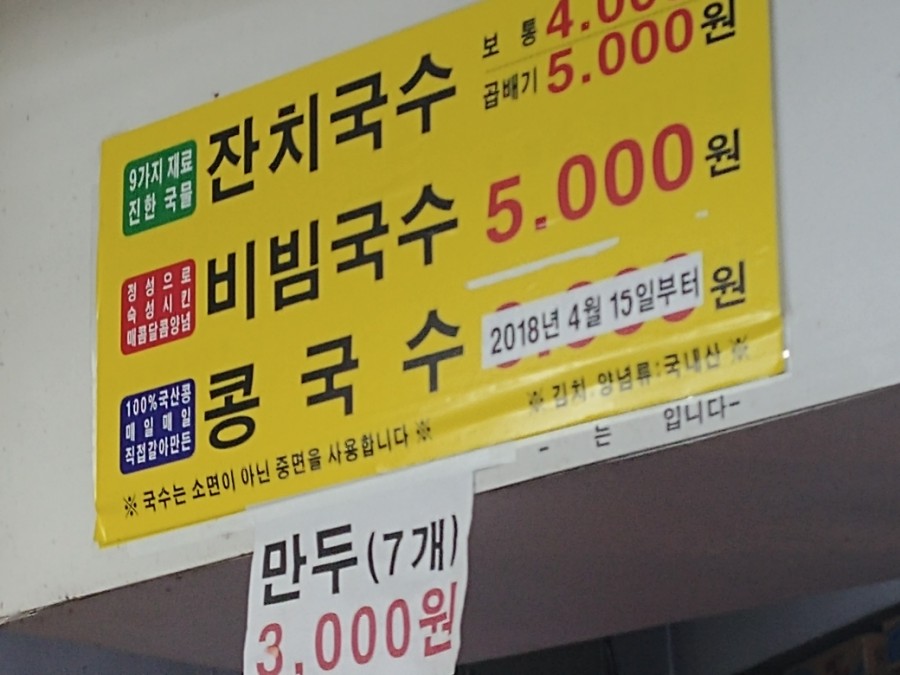 9가지 재료
진한 국물
잔치국수
보통 4.000원
곱배기 5.000원
정성으로
숙성시킨
매콤달콤양념
비빔국수 5.000원
100%국산콩
매일매일
직접갈아만든
콩국수 2018년 4월 15일부터 원
※ 국수는 소면이 아닌 중면을 사용합니다 ※
※ 김치.양념류:국내산 ※
는 입니다-
만두(7개)
3,000원